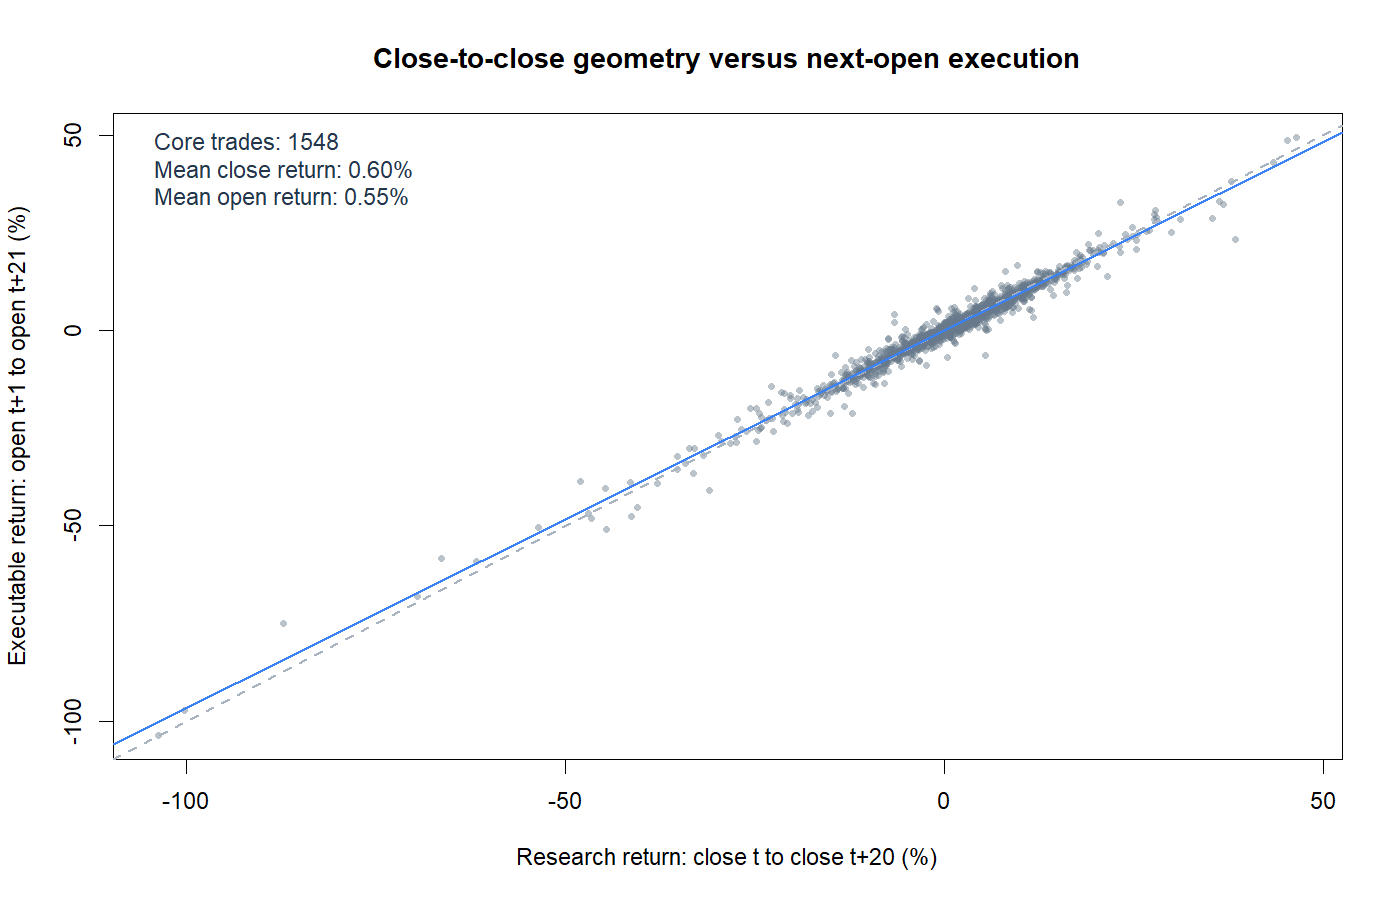 Close-to-close geometry versus next-open execution
Core trades: 1548
Mean close return: 0.60%
Mean open return: 0.55%
Executable return: open t+1 to open t+21 (%)
50
0
-50
-100
-100
-50
0
50
Research return: close t to close t+20 (%)